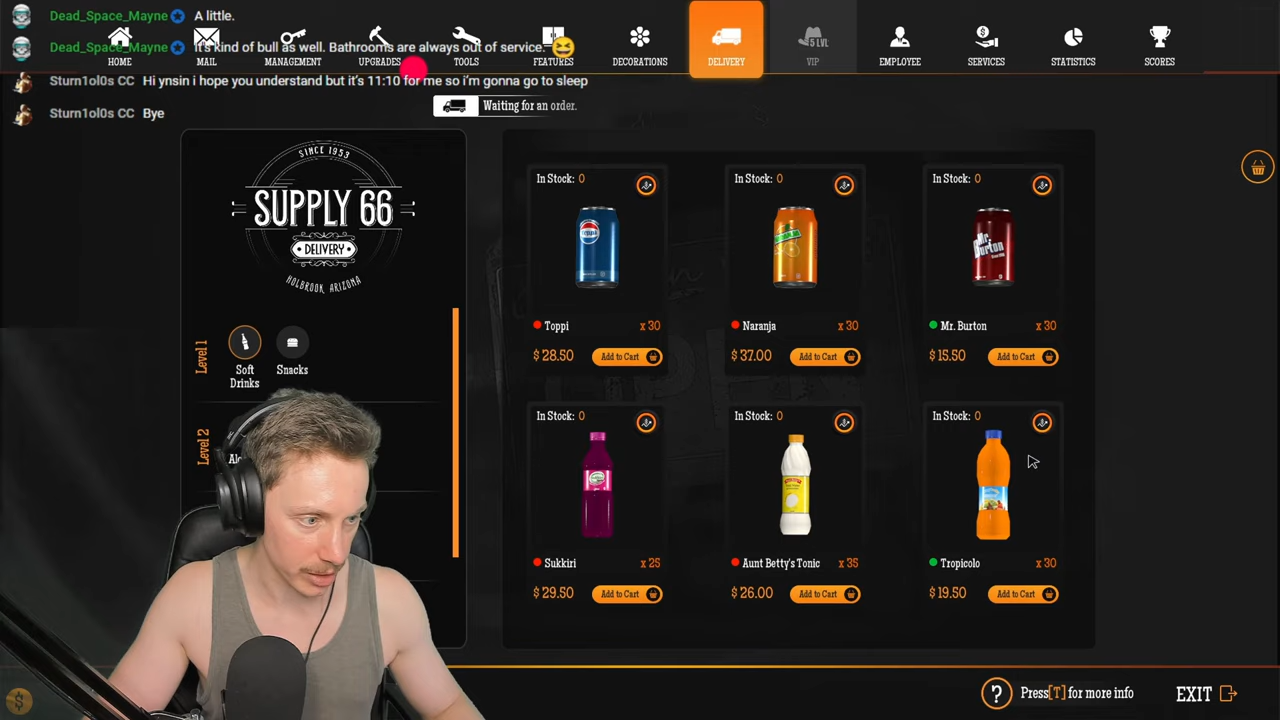 Dead_Space_Mayne A little.
Dead_Space_Mayne It's kind of bull as well. Bathrooms are always out of service.
Sturn1ol0s CC Hi ynsin i hope you understand but it's 11:10 for me so i'm gonna go to sleep
Sturn1ol0s CC Bye
HOME
MAIL
MANAGEMENT
UPGRADES
TOOLS
FEATURES
DECORATIONS
DELIVERY
5 LVL
VIP
EMPLOYEE
SERVICES
STATISTICS
SCORES
Waiting for an order.
SINCE 1953
SUPPLY 66
DELIVERY
HOLBROOK, ARIZONA
Level 1
Soft Drinks
Snacks
Level 2
In Stock: 0
Toppi
Toppi x 30
$ 28.50 Add to Cart
In Stock: 0
Naranja x 30
$ 37.00 Add to Cart
In Stock: 0
Mr. Burton
Mr. Burton x 30
$ 15.50 Add to Cart
In Stock: 0
Sukkiri x 25
$ 29.50 Add to Cart
In Stock: 0
Aunt Betty's Tonic x 35
$ 26.00 Add to Cart
In Stock: 0
Tropicolo x 30
$ 19.50 Add to Cart
? Press[T] for more info
EXIT